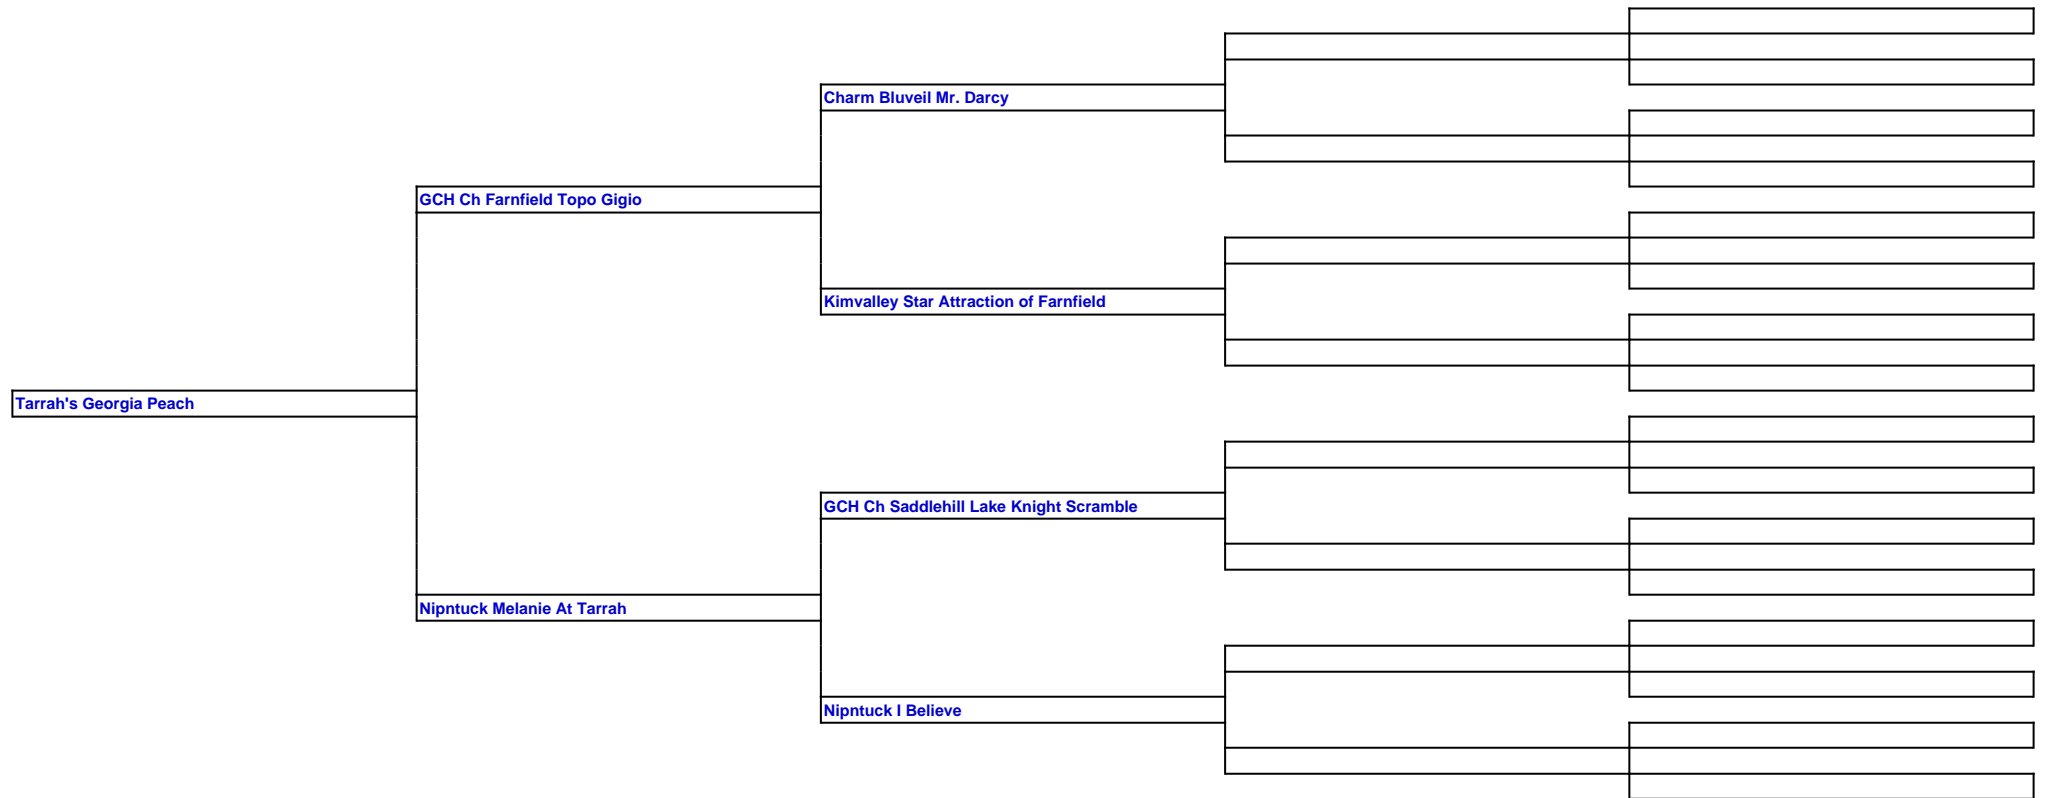 Charm Bluveil Mr. Darcy
GCH Ch Farnfield Topo Gigio
Kimvalley Star Attraction of Farnfield
Tarrah's Georgia Peach
GCH Ch Saddlehill Lake Knight Scramble
Nipntuck Melanie At Tarrah
Nipntuck I Believe